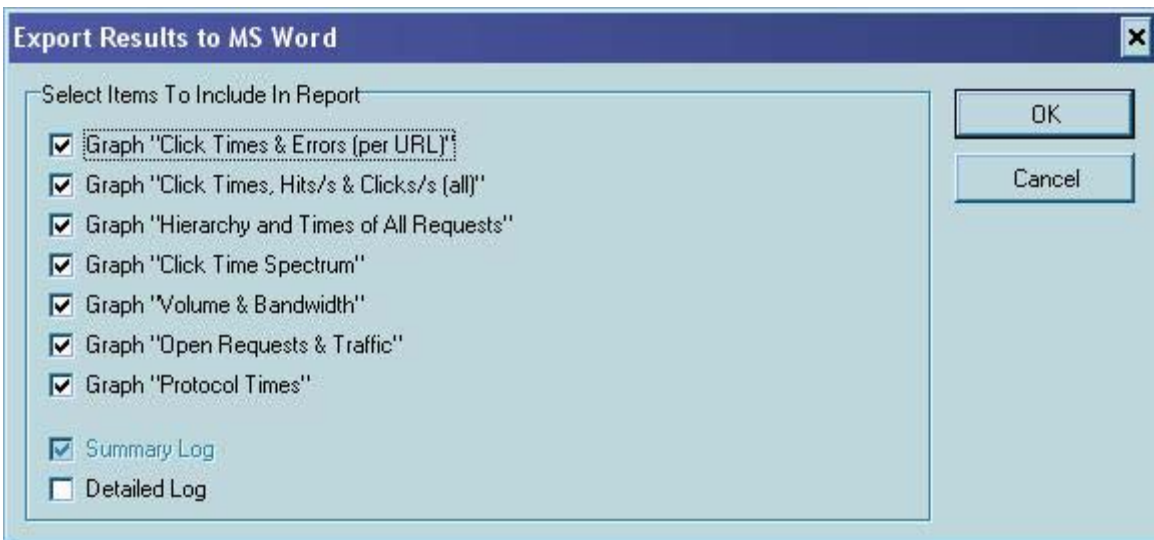 Export Results to MS Word
Select Items To Include In Report
Graph "Click Times & Errors (per URL)"
Graph "Click Times, Hits/s & Clicks/s (all)"
Graph "Hierarchy and Times of All Requests"
Graph "Click Time Spectrum"
Graph "Volume & Bandwidth"
Graph "Open Requests & Traffic"
Graph "Protocol Times"
Summary Log
Detailed Log
OK
Cancel